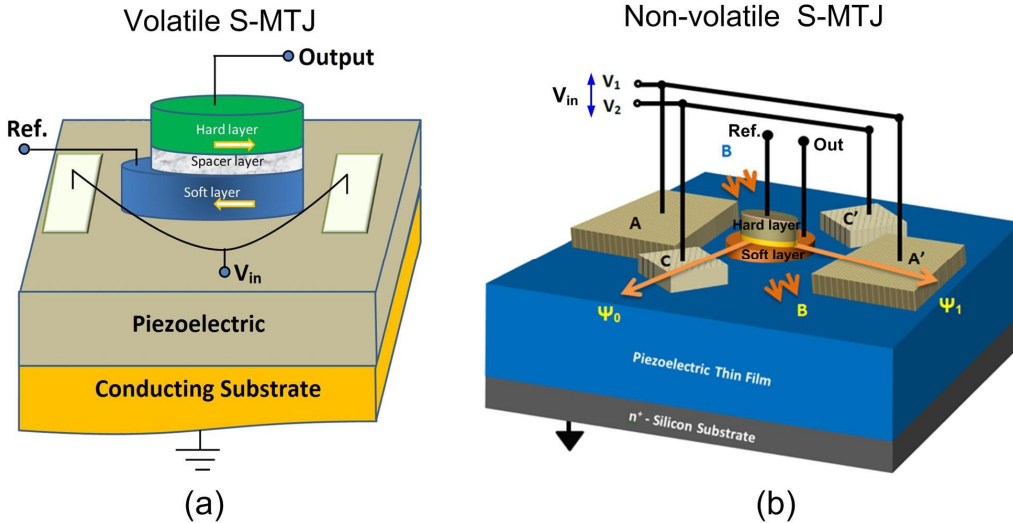 Volatile S-MTJ
Output
Ref.
Hard layer
Spacer layer
Soft layer
Vin
Piezoelectric
Conducting Substrate
(a)
Non-volatile S-MTJ
Vin
V1
V2
Ref.
Out
B
A
C'
Hard layer
Soft layer
C
A'
Ψ0
B
Ψ1
Piezoelectric Thin Film
n+ - Silicon Substrate
(b)